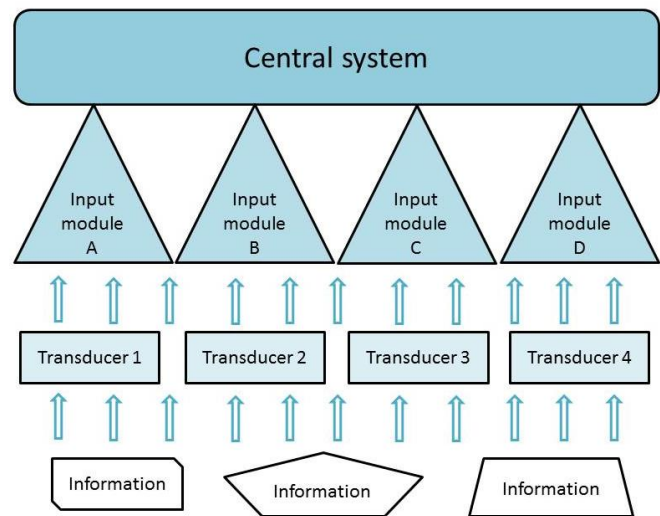 Central system
Input
module
A
Input
module
B
Input
module
C
Input
module
D
Transducer 1
Transducer 2
Transducer 3
Transducer 4
Information
Information
Information